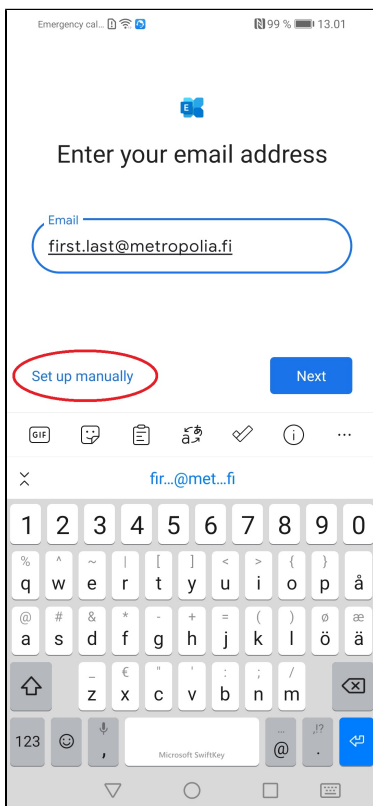 Emergency cal... 99 % 13.01
E
Enter your email address
Email
first.last@metropolia.fi
Set up manually Next
GIF あ a ...
fir...@met...fi
1 2 3 4 5 6 7 8 9 0
% ^ ~ | [ ] < > { }
q w e r t y u i o p å
@ # & * - + = ( ) ø æ
a s d f g h j k l ö ä
_ € " ' : ; /
z x c v b n m
123 , Microsoft SwiftKey ... @ ,!? .